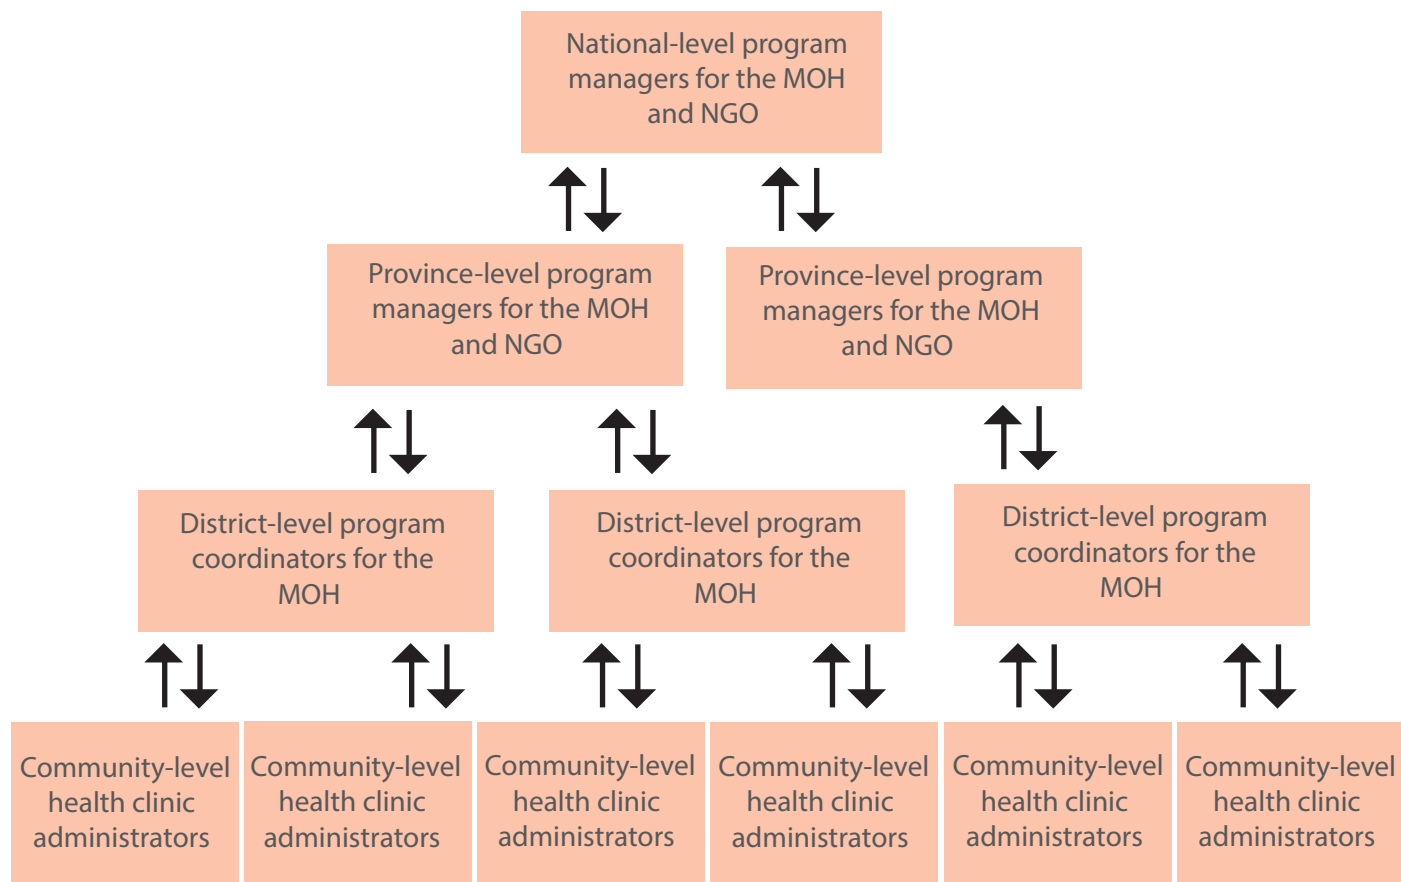 National-level program
managers for the MOH
and NGO
Province-level program
managers for the MOH
and NGO
Province-level program
managers for the MOH
and NGO
District-level program
coordinators for the
MOH
District-level program
coordinators for the
MOH
District-level program
coordinators for the
MOH
Community-level
health clinic
administrators
Community-level
health clinic
administrators
Community-level
health clinic
administrators
Community-level
health clinic
administrators
Community-level
health clinic
administrators
Community-level
health clinic
administrators